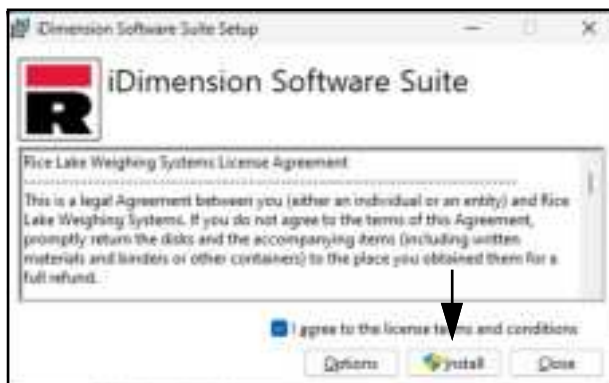 iDimension Software Suite Setup
R
iDimension Software Suite
Rice Lake Weighing Systems License Agreement
This is a legal Agreement between you (either an individual or an entity) and Rice
Lake Weighing Systems. If you do not agree to the terms of this Agreement,
promptly return the disks and the accompanying items (including written
materials and binders or other containers) to the place you obtained them for a
full refund.
I agree to the license terms and conditions
Options Install Close